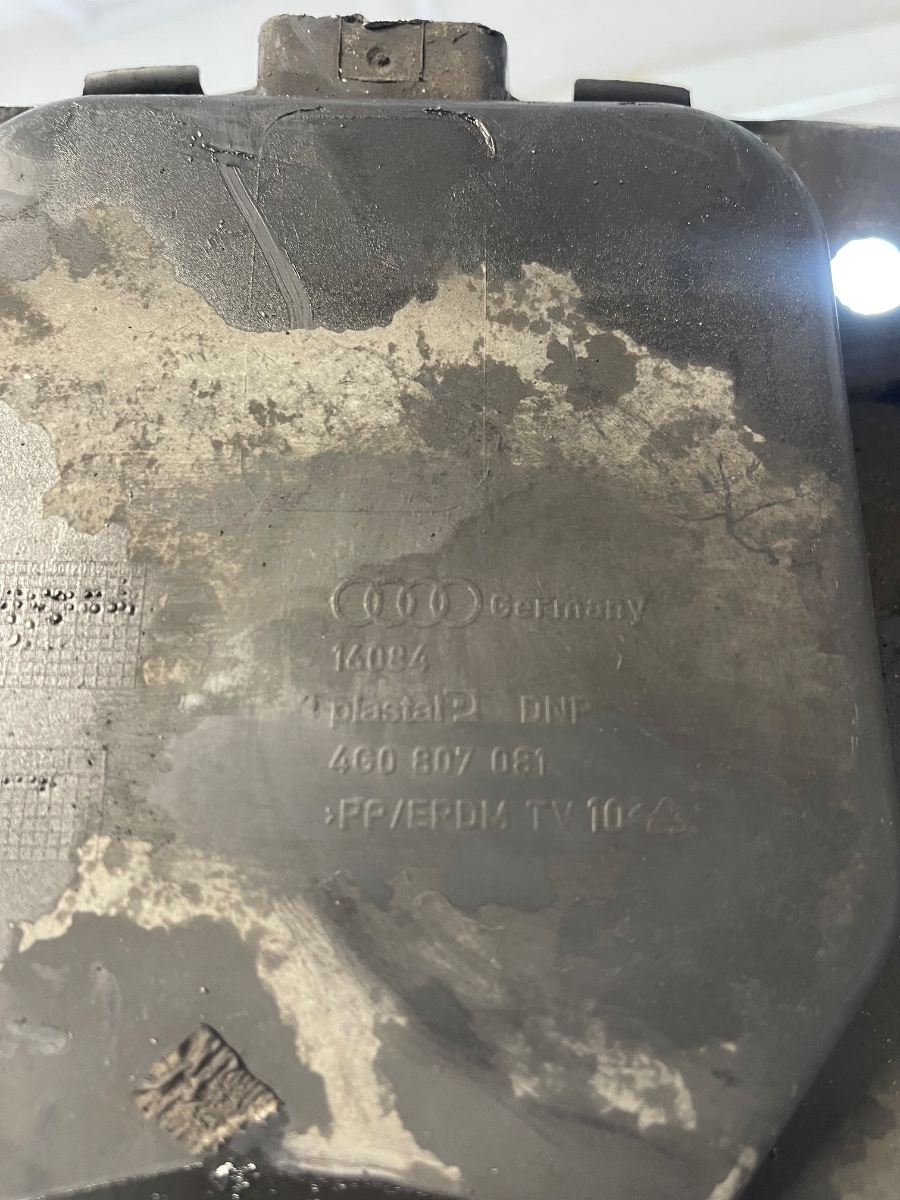 Germany
16084
plastal DNP
4G0 807 081
>PP/EPDM TV 10<